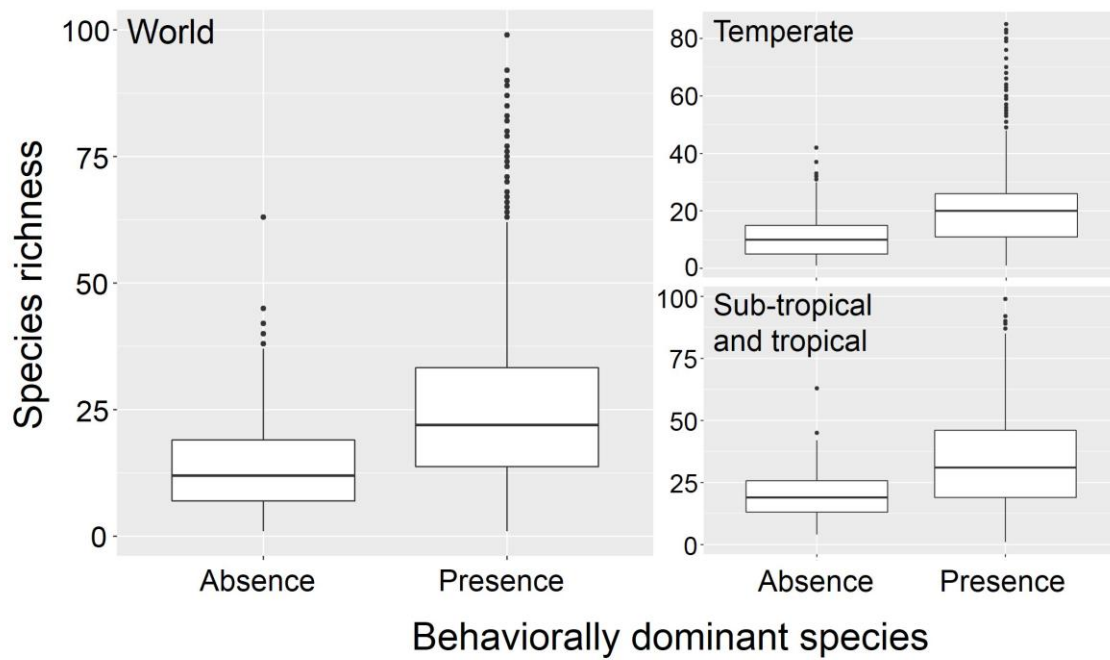 Species richness
World
100
75
50
25
0
Absence Presence
Temperate
80
60
40
20
0
Sub-tropical
and tropical
100
75
50
25
0
Absence Presence
Behaviorally dominant species